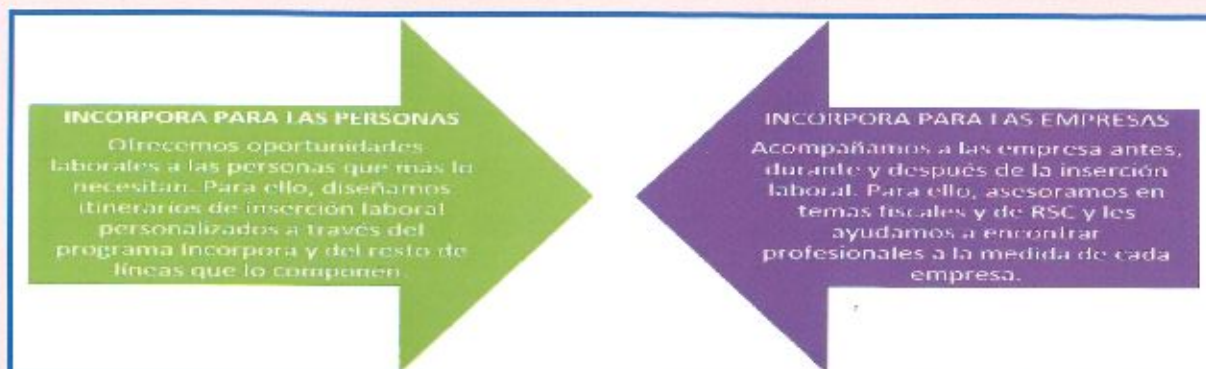 INCORPORA PARA LAS PERSONAS
Ofrecemos oportunidades
laborales a las personas que más lo
necesitan. Para ello, diseñamos
itinerarios de inserción laboral
personalizados a través del
programa Incorpora y del resto de
líneas que lo componen.
INCORPORA PARA LAS EMPRESAS
Acompañamos a las empresa antes,
durante y después de la inserción
laboral. Para ello, asesoramos en
temas fiscales y de RSC y les
ayudamos a encontrar
profesionales a la medida de cada
empresa.